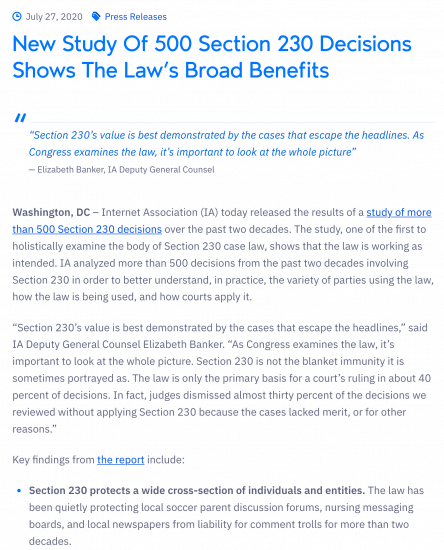 July 27, 2020 Press Releases
New Study Of 500 Section 230 Decisions
Shows The Law’s Broad Benefits
“
“Section 230’s value is best demonstrated by the cases that escape the headlines. As
Congress examines the law, it’s important to look at the whole picture”
— Elizabeth Banker, IA Deputy General Counsel
Washington, DC – Internet Association (IA) today released the results of a study of more
than 500 Section 230 decisions over the past two decades. The study, one of the first to
holistically examine the body of Section 230 case law, shows that the law is working as
intended. IA analyzed more than 500 decisions from the past two decades involving
Section 230 in order to better understand, in practice, the variety of parties using the law,
how the law is being used, and how courts apply it.
“Section 230’s value is best demonstrated by the cases that escape the headlines,” said
IA Deputy General Counsel Elizabeth Banker. “As Congress examines the law, it’s
important to look at the whole picture. Section 230 is not the blanket immunity it is
sometimes portrayed as. The law is only the primary basis for a court’s ruling in about 40
percent of decisions. In fact, judges dismissed almost thirty percent of the decisions we
reviewed without applying Section 230 because the cases lacked merit, or for other
reasons.”
Key findings from the report include:
• Section 230 protects a wide cross-section of individuals and entities. The law has
been quietly protecting local soccer parent discussion forums, nursing messaging
boards, and local newspapers from liability for comment trolls for more than two
decades.